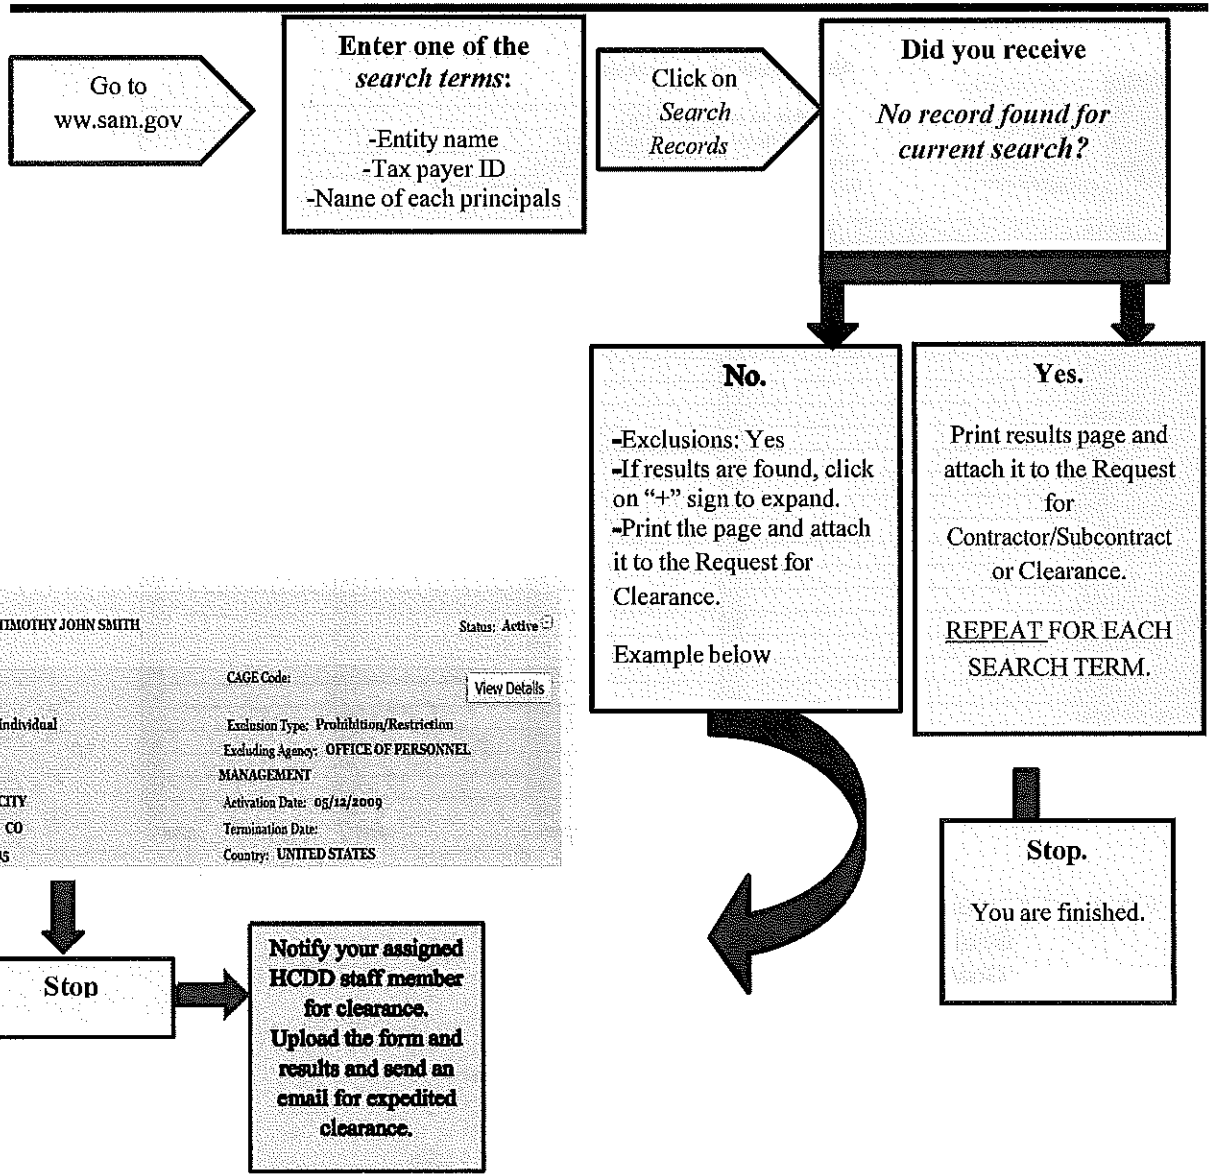 Go to
ww.sam.gov
Enter one of the
search terms:
-Entity name
-Tax payer ID
-Name of each principals
Click on
Search
Records
Did you receive
No record found for
current search?
No.
-Exclusions: Yes
-If results are found, click
on “+” sign to expand.
-Print the page and attach
it to the Request for
Clearance.
Example below
Yes.
Print results page and
attach it to the Request
for
Contractor/Subcontract
or Clearance.
REPEAT FOR EACH
SEARCH TERM.
TIMOTHY JOHN SMITH
Status: Active
CAGE Code:
View Details
Individual
Exclusion Type: Prohibition/Restriction
Excluding Agency: OFFICE OF PERSONNEL
MANAGEMENT
CITY
Activation Date: 05/12/2009
CO
Termination Date:
Country: UNITED STATES
Stop.
You are finished.
Stop
Notify your assigned
HCDD staff member
for clearance.
Upload the form and
results and send an
email for expedited
clearance.